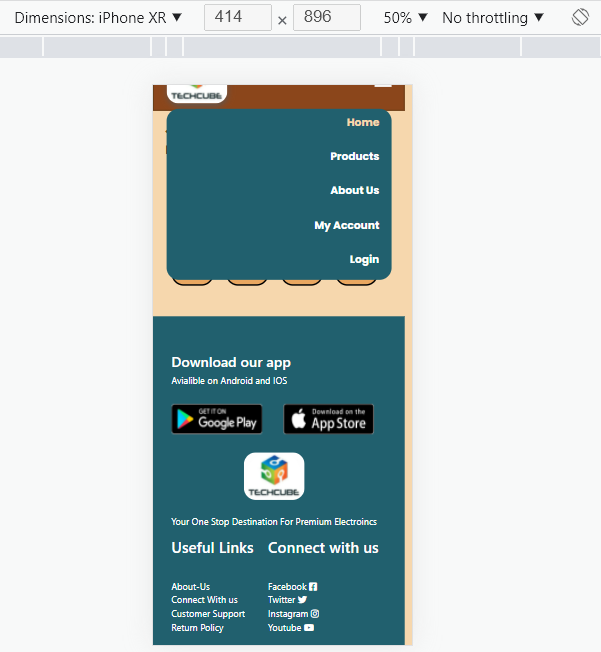 Dimensions: iPhone XR ▼ 414 × 896 50% ▼ No throttling ▼
TECHCUBE
Home
Products
About Us
My Account
Login
Download our app
Avialible on Android and IOS
GET IT ON
Google Play
Download on the
App Store
TECHCUBE
Your One Stop Destination For Premium Electroincs
Useful Links
Connect with us
About-Us
Connect With us
Customer Support
Return Policy
Facebook
Twitter
Instagram
Youtube